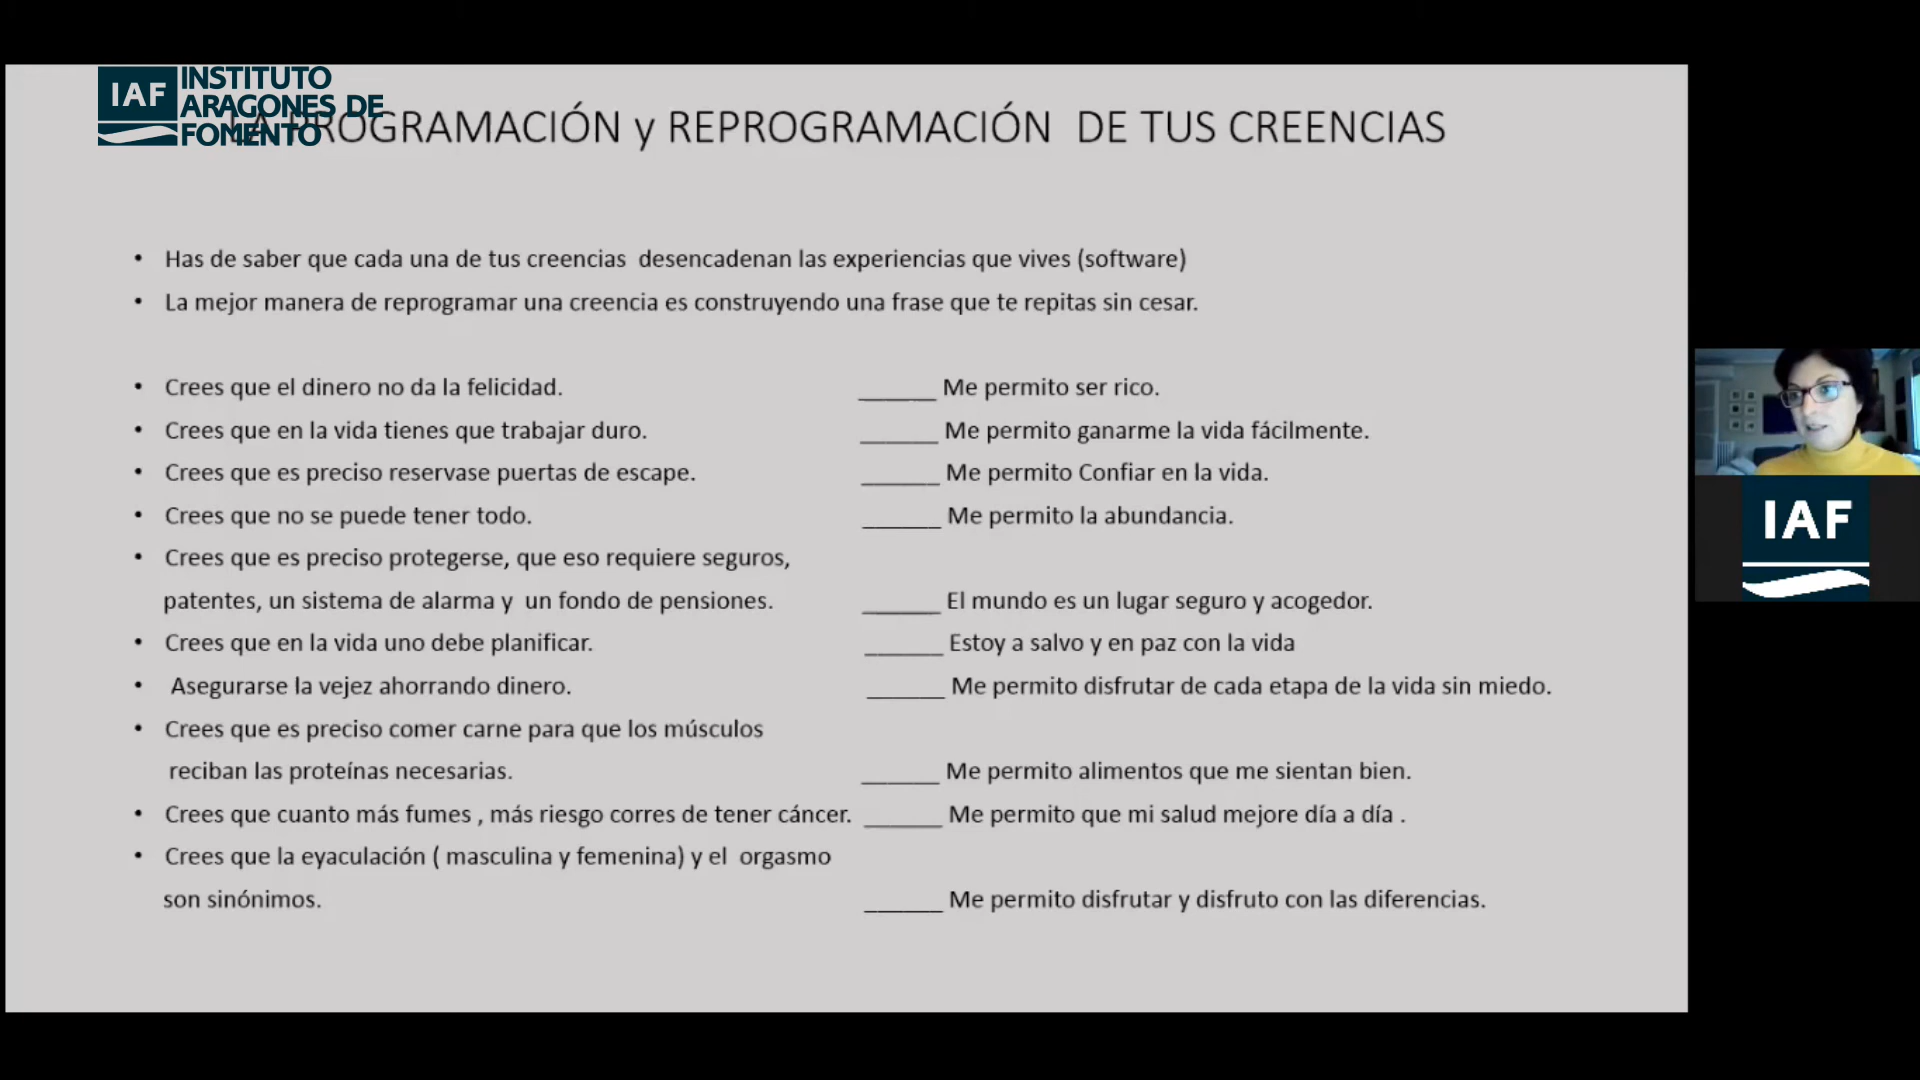 IAF INSTITUTO
ARAGONES DE
FOMENTO
LA PROGRAMACIÓN y REPROGRAMACIÓN DE TUS CREENCIAS
• Has de saber que cada una de tus creencias desencadenan las experiencias que vives (software)
• La mejor manera de reprogramar una creencia es construyendo una frase que te repitas sin cesar.
• Crees que el dinero no da la felicidad. ______ Me permito ser rico.
• Crees que en la vida tienes que trabajar duro. ______ Me permito ganarme la vida fácilmente.
• Crees que es preciso reservase puertas de escape. ______ Me permito Confiar en la vida.
• Crees que no se puede tener todo. ______ Me permito la abundancia.
• Crees que es preciso protegerse, que eso requiere seguros,
patentes, un sistema de alarma y un fondo de pensiones. ______ El mundo es un lugar seguro y acogedor.
• Crees que en la vida uno debe planificar. ______ Estoy a salvo y en paz con la vida
• Asegurarse la vejez ahorrando dinero. ______ Me permito disfrutar de cada etapa de la vida sin miedo.
• Crees que es preciso comer carne para que los músculos
reciban las proteínas necesarias. ______ Me permito alimentos que me sientan bien.
• Crees que cuanto más fumes , más riesgo corres de tener cáncer. ______ Me permito que mi salud mejore día a día .
• Crees que la eyaculación ( masculina y femenina) y el orgasmo
son sinónimos. ______ Me permito disfrutar y disfruto con las diferencias.
IAF